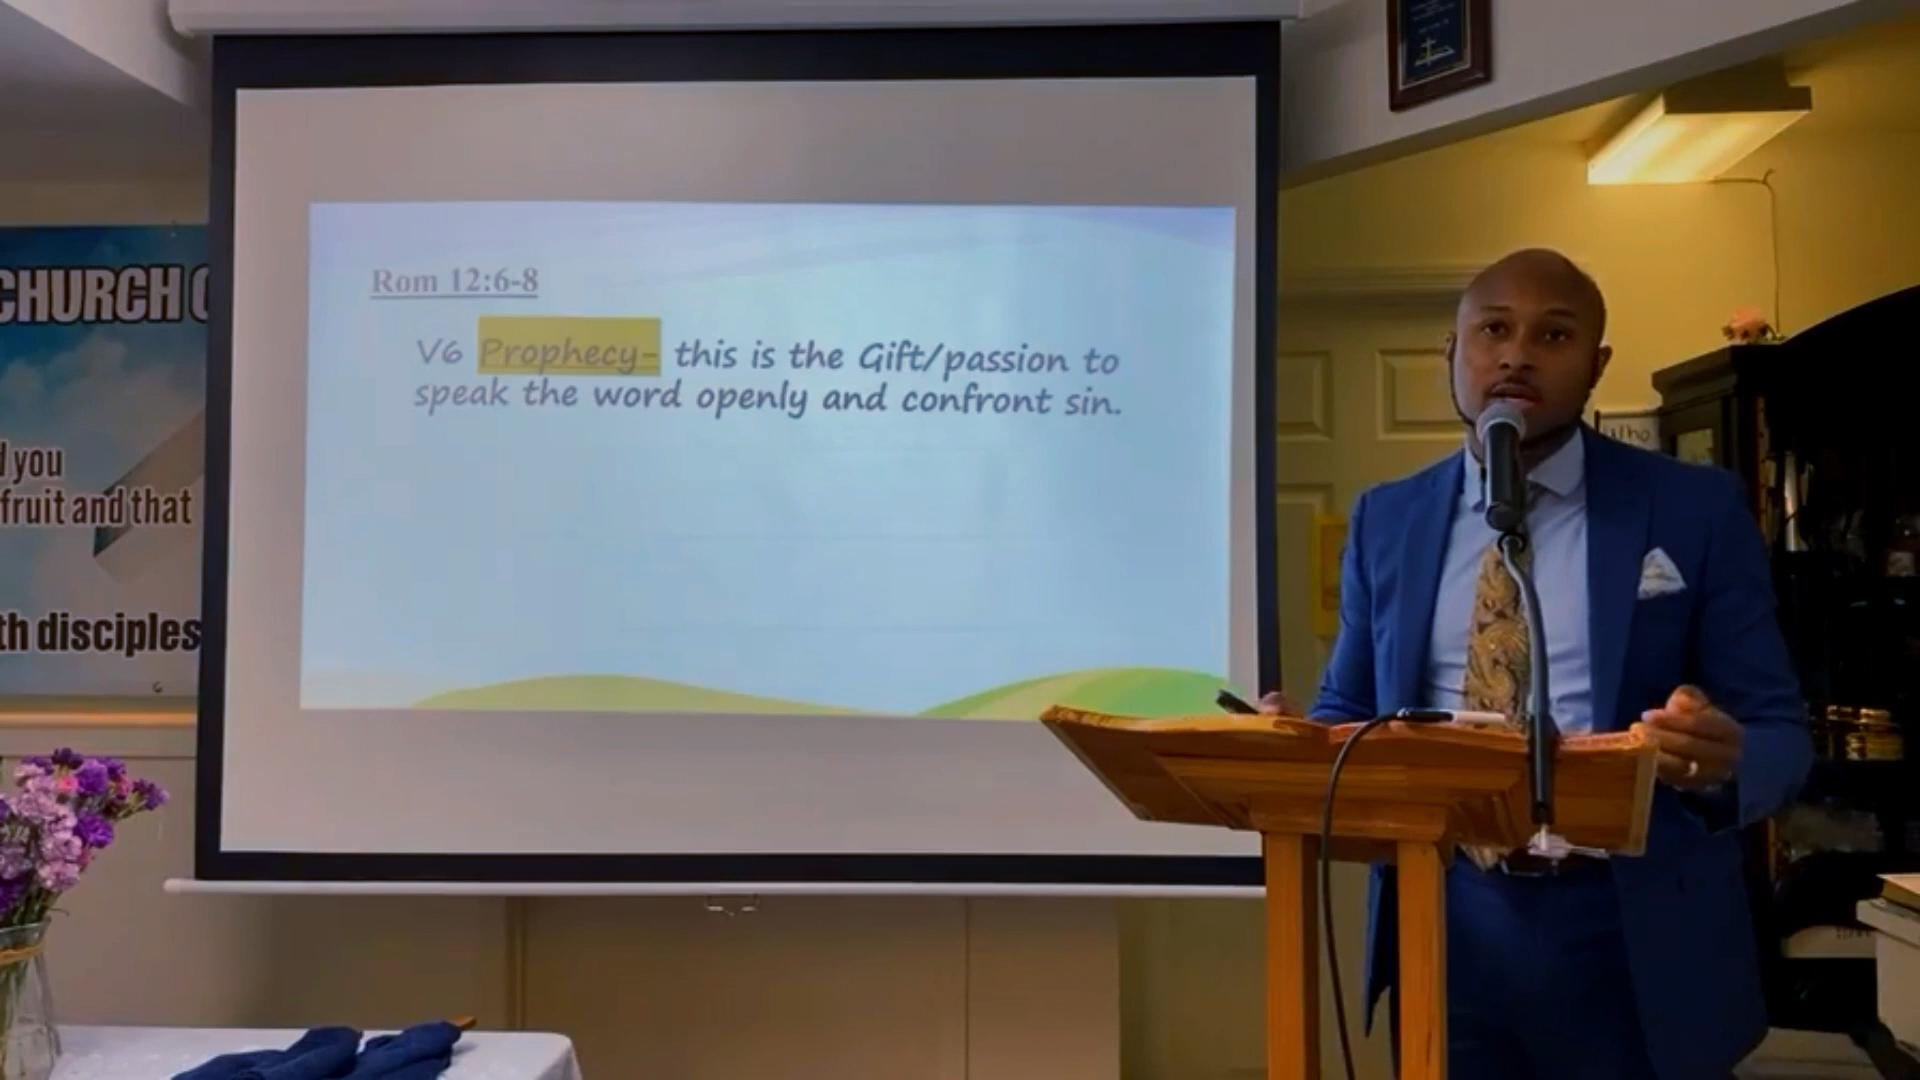 CHURCH
you
fruit and that
disciples
Rom 12:6-8
V6 Prophecy- this is the Gift/passion to
speak the word openly and confront sin.
Who